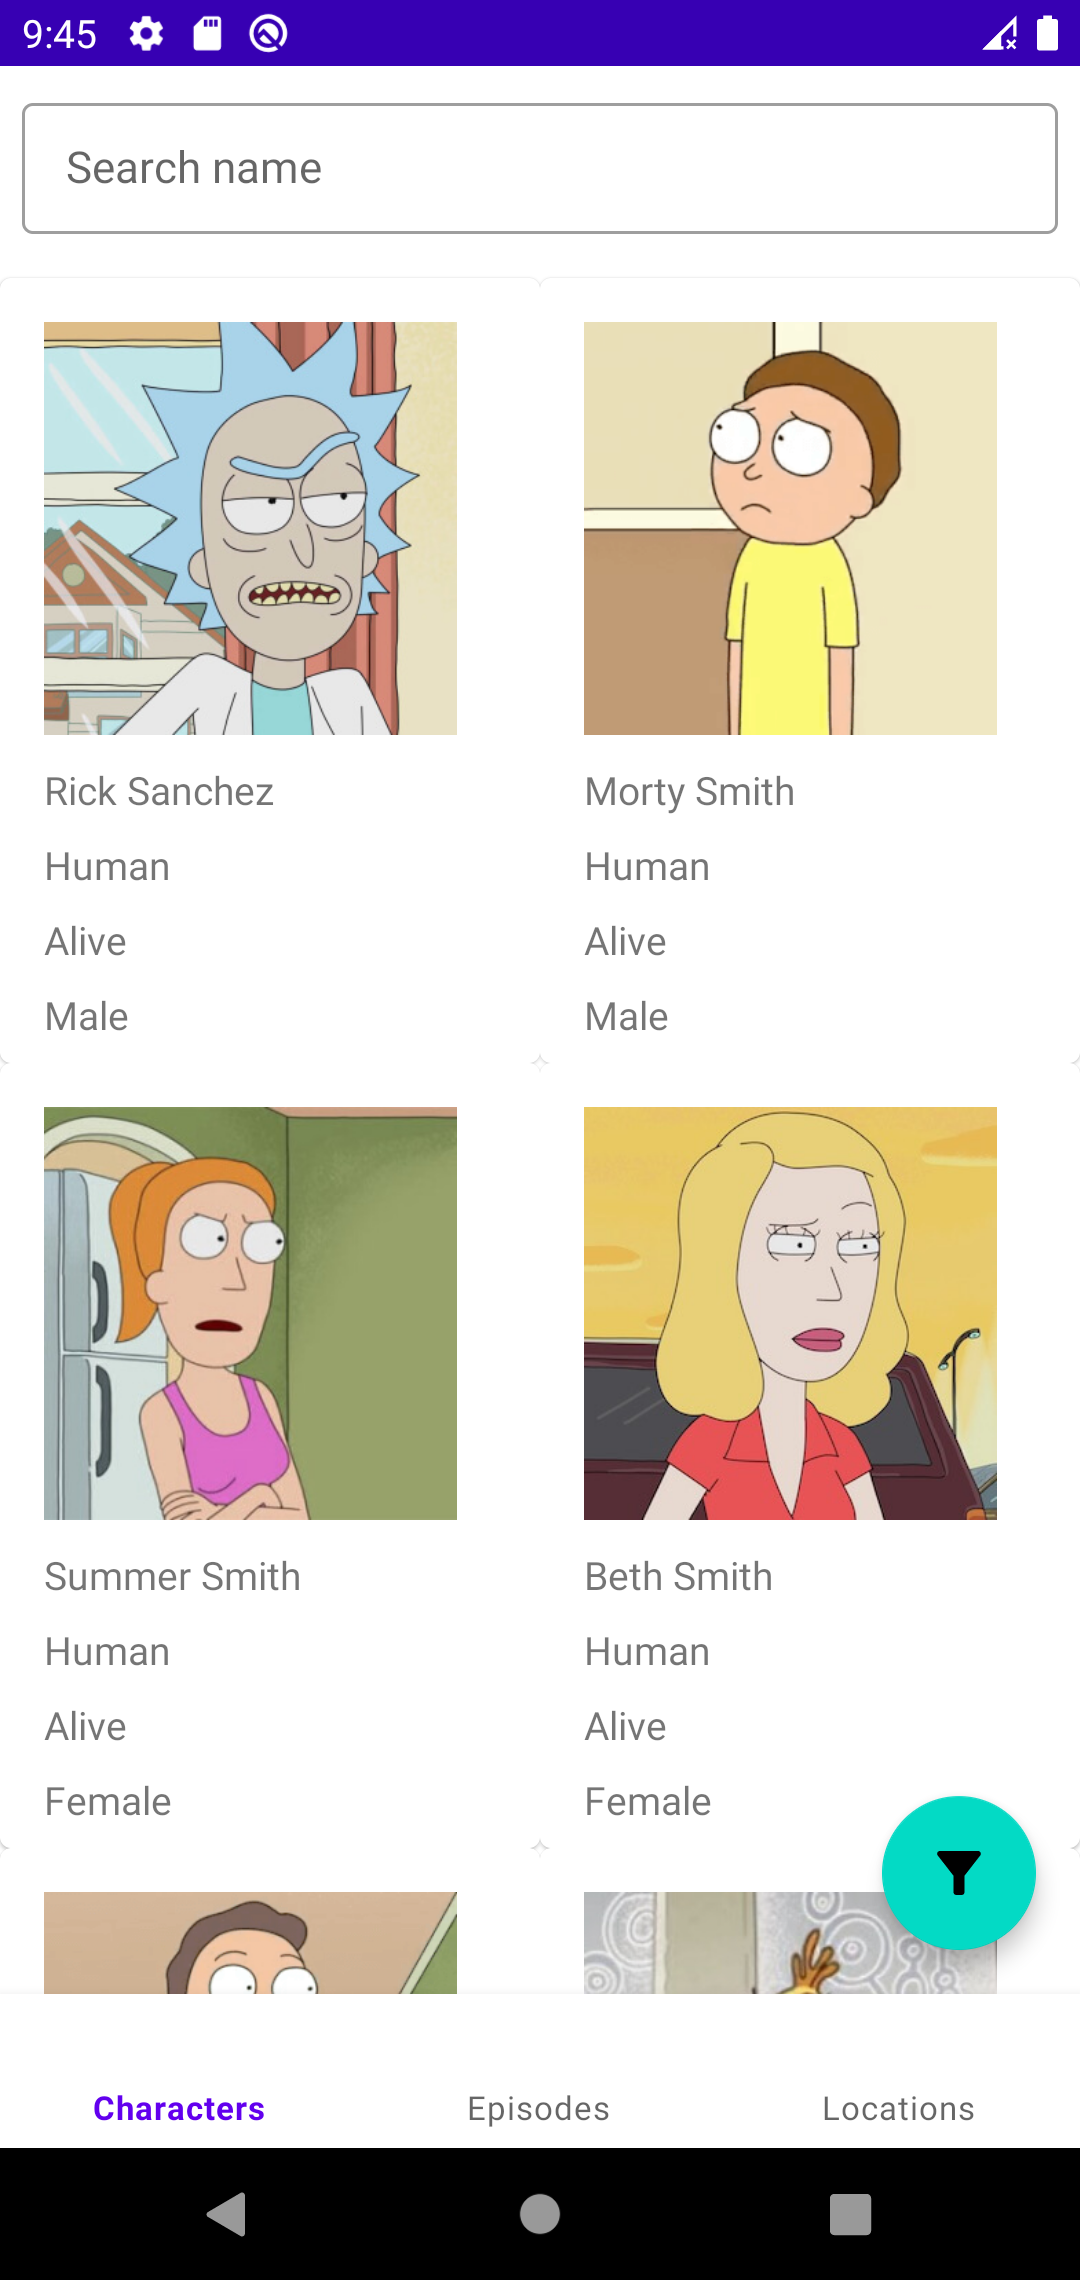 9:45
Search name
Rick Sanchez
Human
Alive
Male
Morty Smith
Human
Alive
Male
Summer Smith
Human
Alive
Female
Beth Smith
Human
Alive
Female
Characters
Episodes
Locations